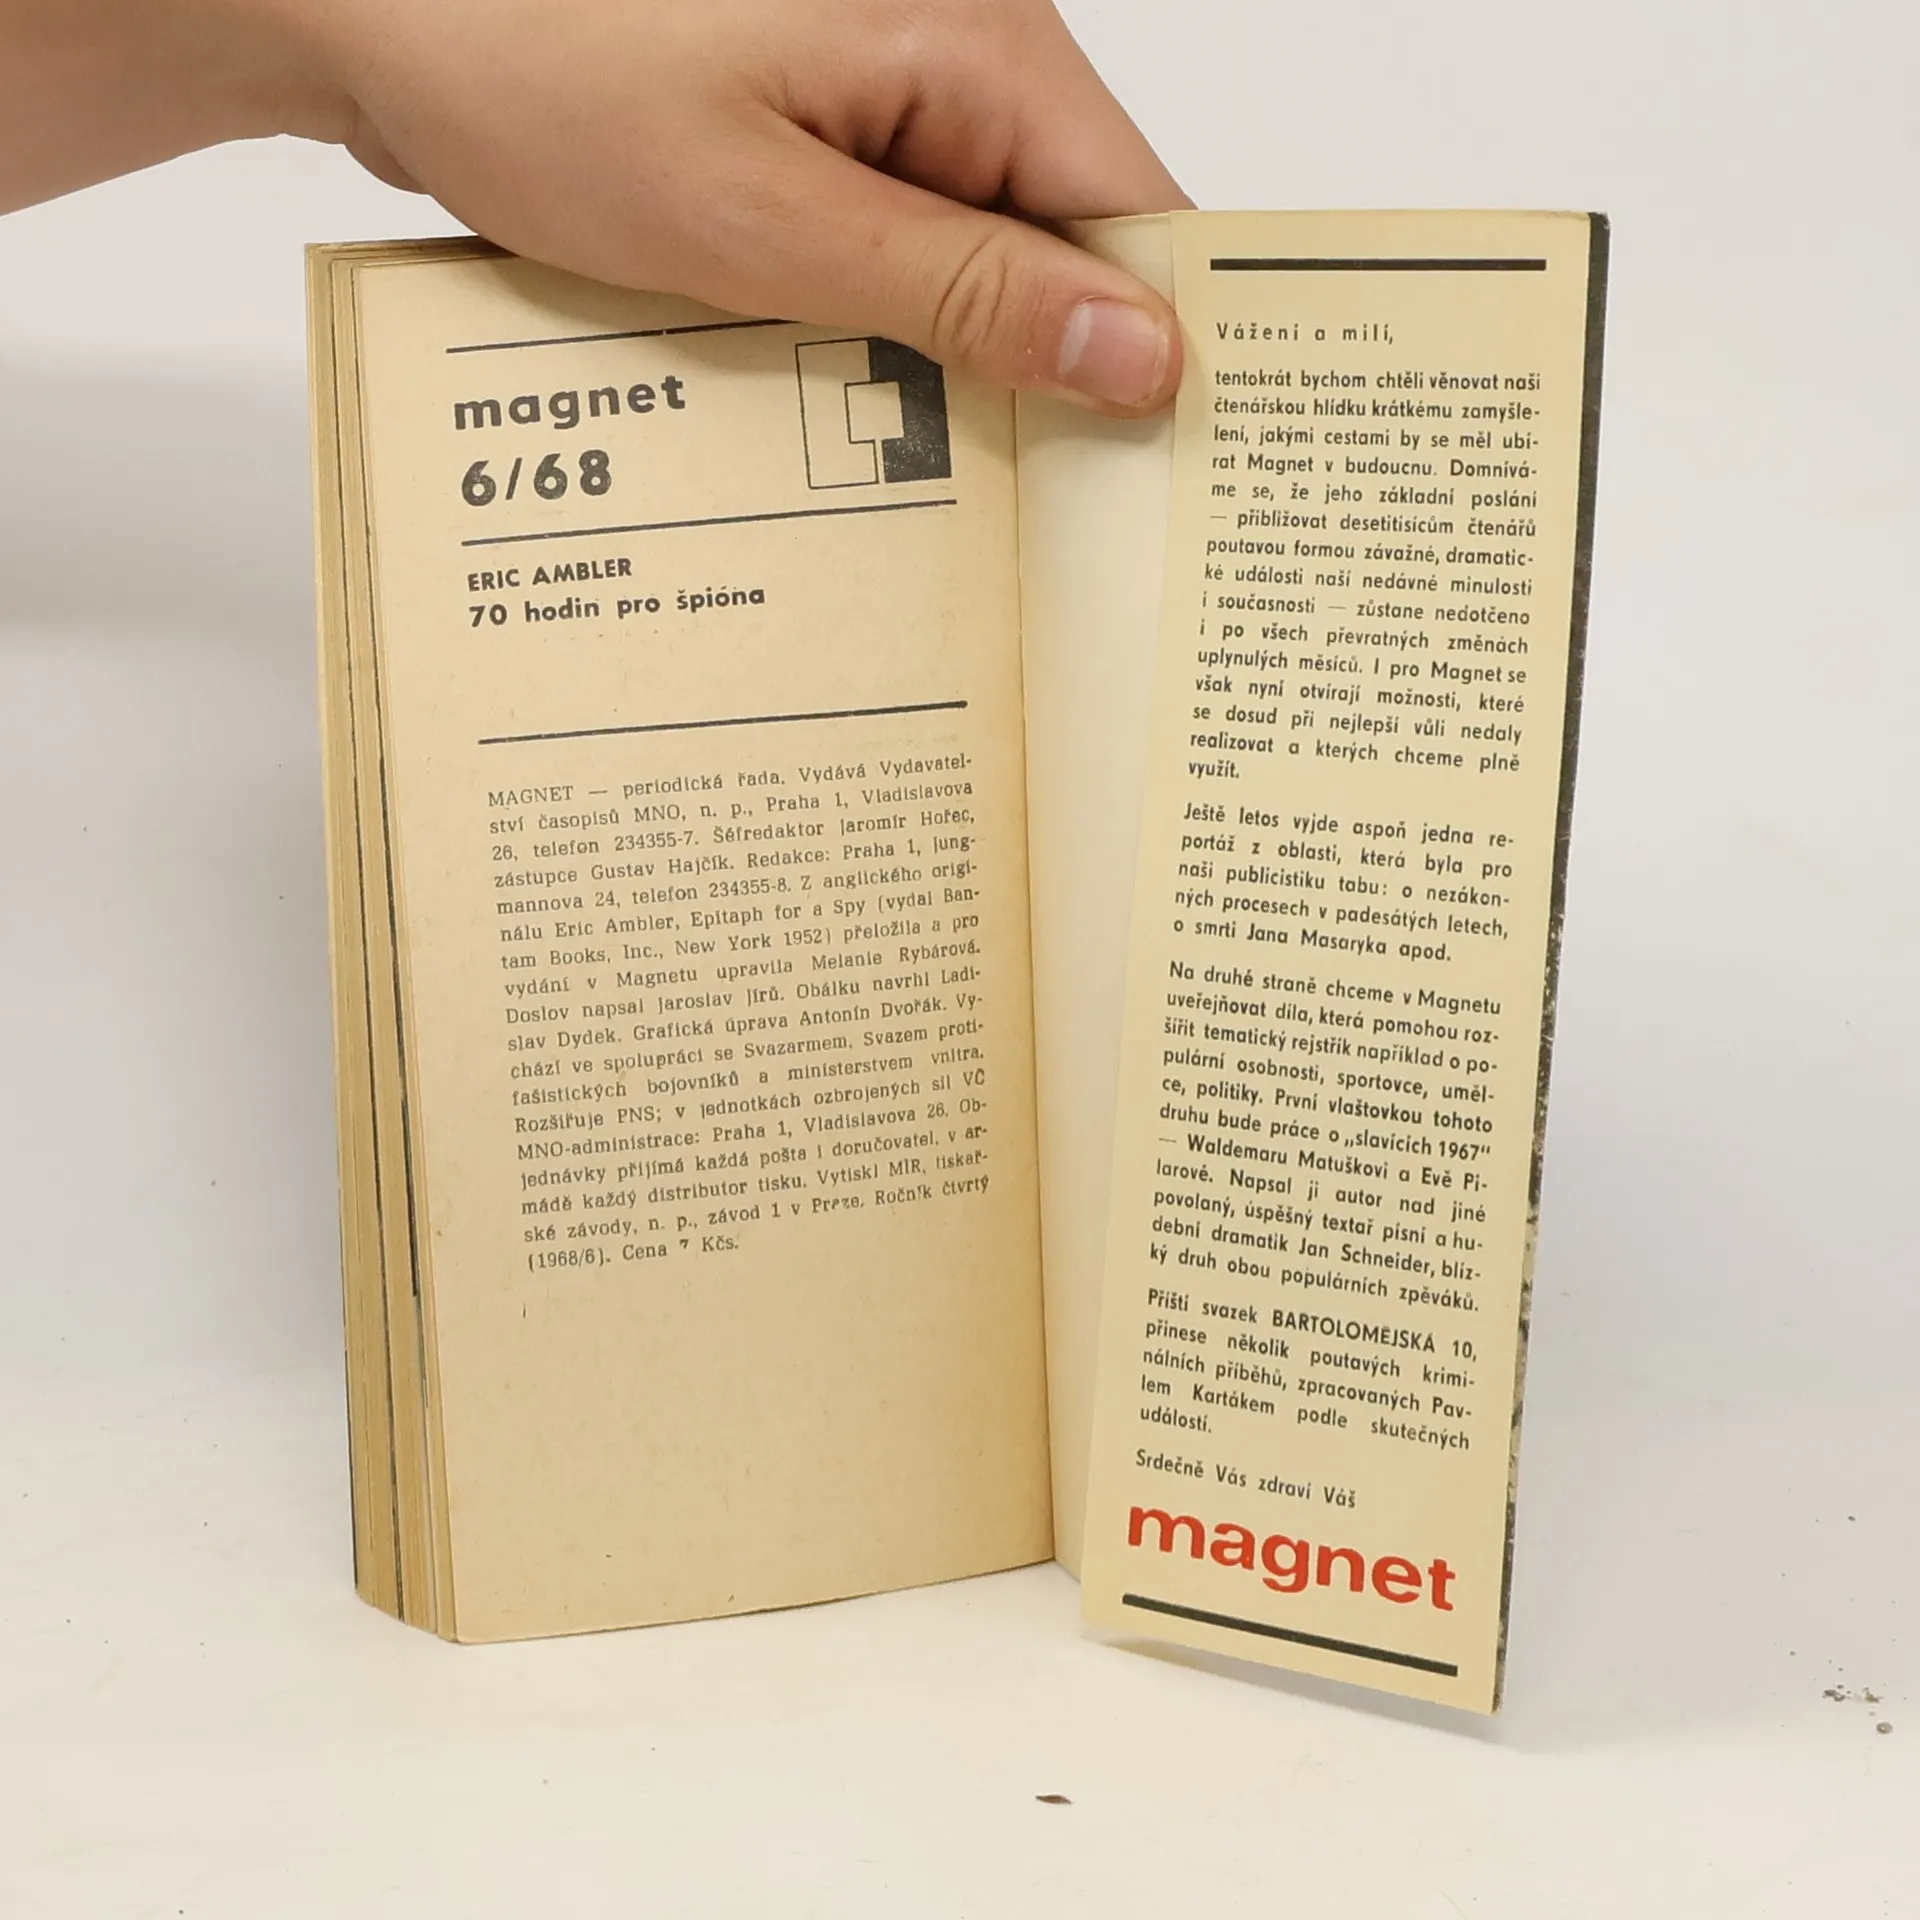 magnet
6/68
ERIC AMBLER
70 hodin pro špióna
MAGNET — periodická řada. Vydává Vydavatel-
ství časopisů MNO, n. p., Praha 1, Vladislavova
26, telefon 234355-7. Šéfredaktor Jaromír Hořec,
zástupce Gustav Hajčík. Redakce: Praha 1, Jung-
mannova 24, telefon 234355-8. Z anglického origi-
nálu Eric Ambler, Epitaph for a Spy (vydal Ban-
tam Books, Inc., New York 1952) přeložila a pro
vydání v Magnetu upravila Melanie Rybárová.
Doslov napsal Jaroslav Jírů. Obálku navrhl Ladi-
slav Dydek. Grafická úprava Antonín Dvořák. Vy-
chází ve spolupráci se Svazarmem, Svazem proti-
fašistických bojovníků a ministerstvem vnitra.
Rozšiřuje PNS; v jednotkách ozbrojených sil VČ
MNO-administrace: Praha 1, Vladislavova 26. Ob-
jednávky přijímá každá pošta i doručovatel, v ar-
mádě každý distributor tisku. Vytiskl MÍR, tiskař-
ské závody, n. p., závod 1 v Praze. Ročník čtvrtý
(1968/6). Cena 7 Kčs.
Vážení a milí,
tentokrát bychom chtěli věnovat naši
čtenářskou hlídku krátkému zamyšle-
lení, jakými cestami by se měl ubí-
rat Magnet v budoucnu. Domnívá-
me se, že jeho základní poslání
— přibližovat desetitisícům čtenářů
poutavou formou závažné, dramatic-
ké události naší nedávné minulosti
i současnosti — zůstane nedotčeno
i po všech převratných změnách
uplynulých měsíců. I pro Magnet se
však nyní otvírají možnosti, které
se dosud při nejlepší vůli nedaly
realizovat a kterých chceme plně
využít.
Ještě letos vyjde aspoň jedna re-
portáž z oblasti, která byla pro
naši publicistiku tabu: o nezákon-
ných procesech v padesátých letech,
o smrti Jana Masaryka apod.
Na druhé straně chceme v Magnetu
uveřejňovat díla, která pomohou roz-
šířit tematický rejstřík například o po-
pulární osobnosti, sportovce, uměl-
ce, politiky. První vlaštovkou tohoto
druhu bude práce o „slavících 1967“
— Waldemaru Matuškovi a Evě Pi-
larové. Napsal ji autor nad jiné
povolaný, úspěšný textař písní a hu-
dební dramatik Jan Schneider, blíz-
ký druh obou populárních zpěváků.
Příští svazek BARTOLOMĚJSKÁ 10,
přinese několik poutavých krimi-
nálních příběhů, zpracovaných Pav-
lem Kartákem podle skutečných
událostí.
Srdečně Vás zdraví Váš
magnet